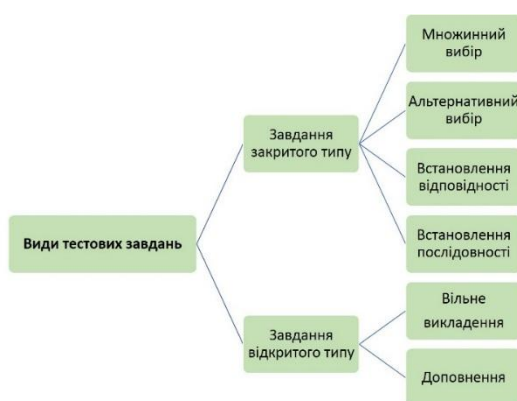 Множинний
вибір
Альтернативний
вибір
Завдання
закритого типу
Встановлення
відповідності
Встановлення
послідовності
Види тестових завдань
Завдання
відкритого типу
Вільне
викладення
Доповнення